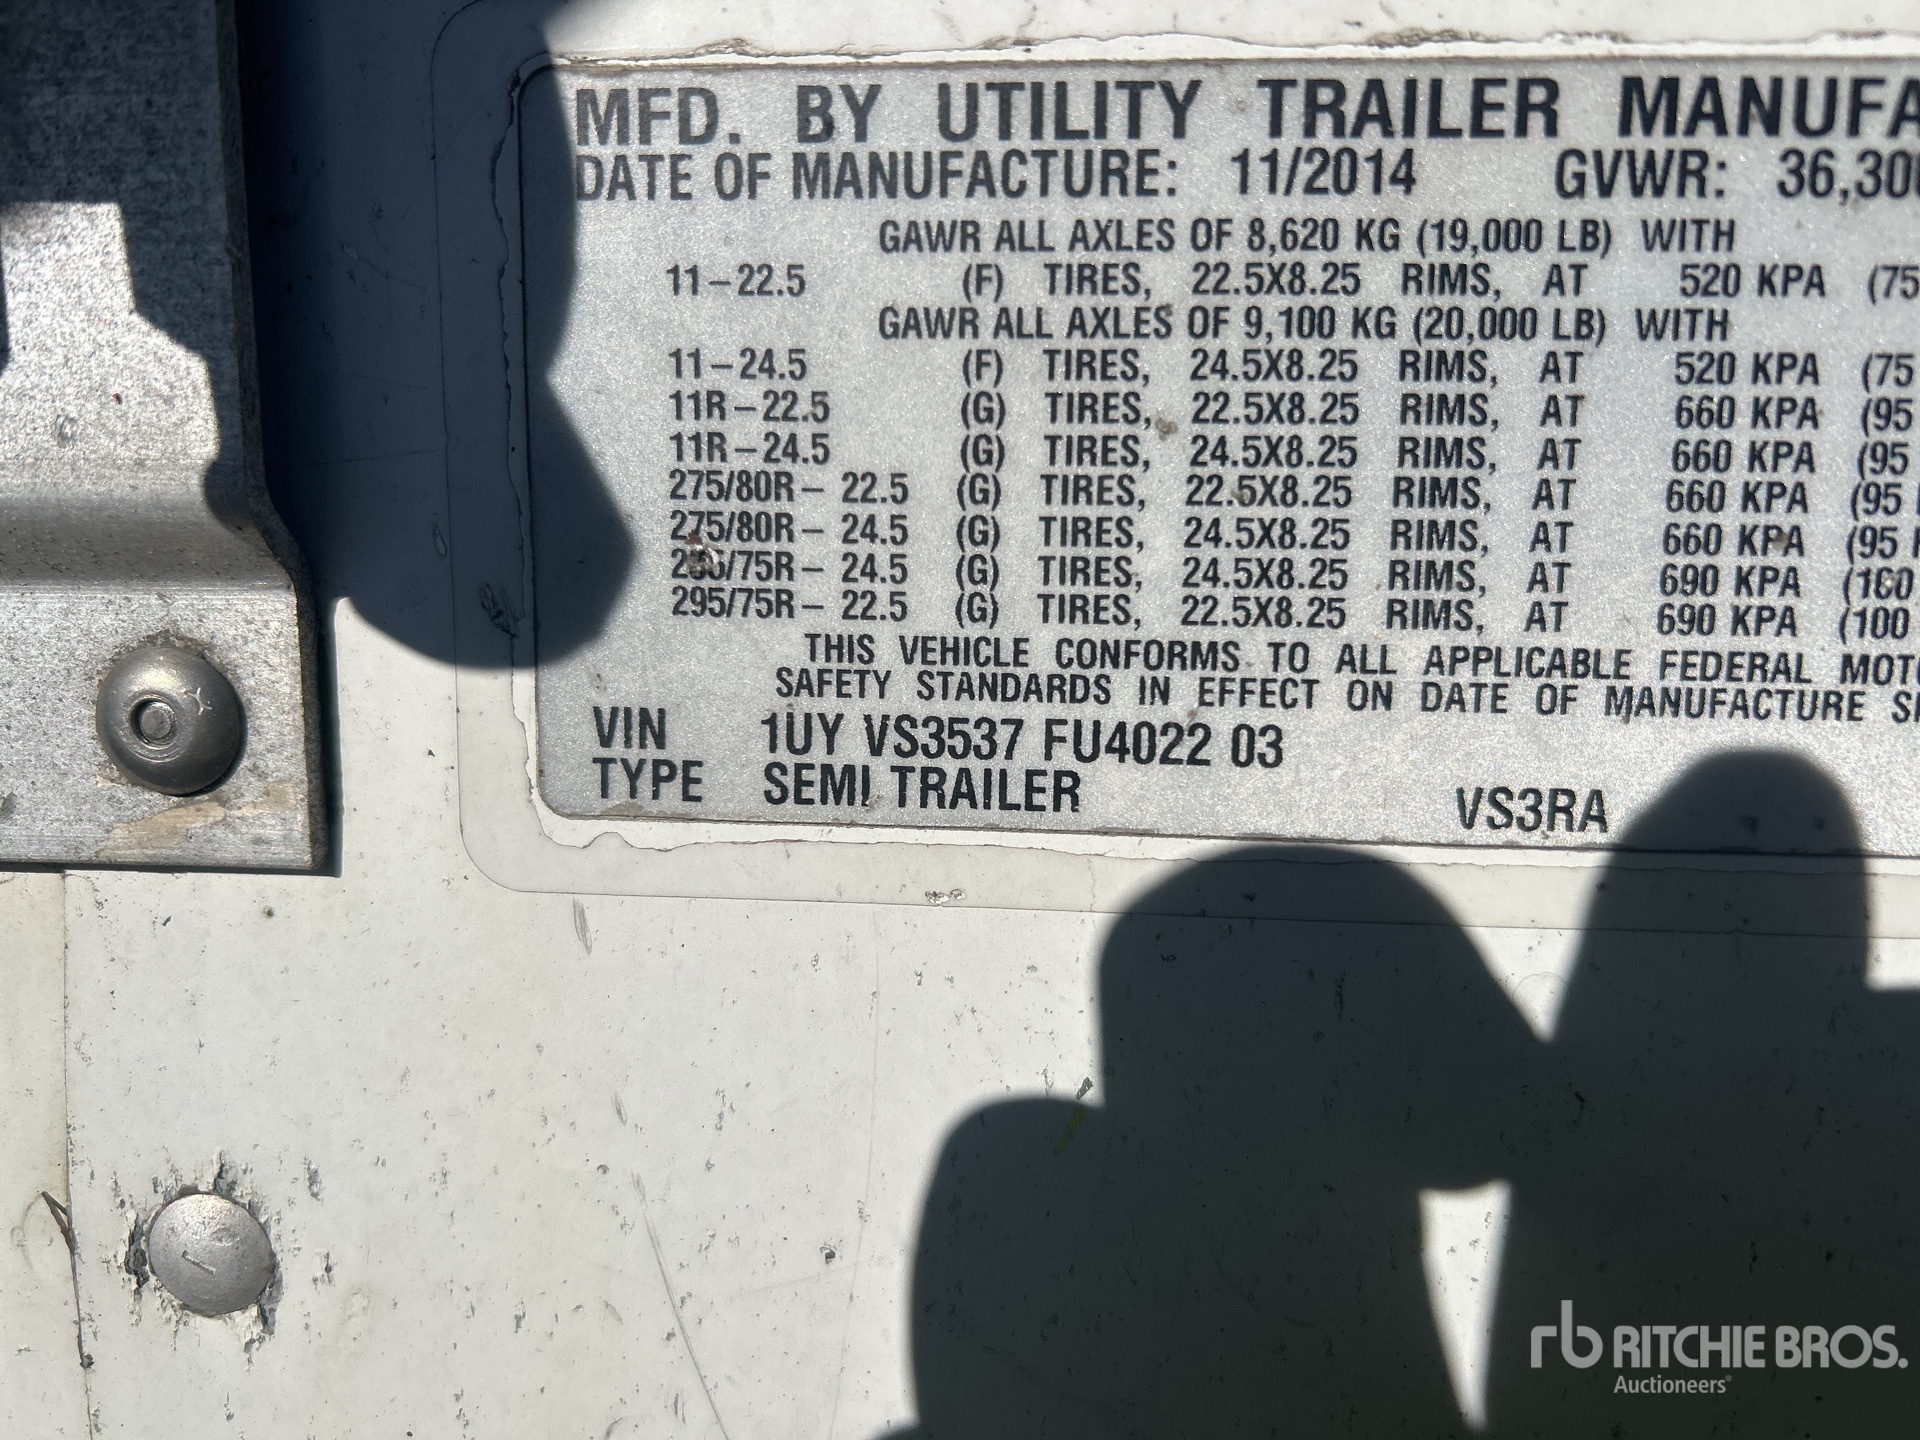 MFD. BY UTILITY TRAILER
DATE OF MANUFACTURE: 11/2014 GVWR:
GAWR ALL AXLES OF 8,620 KG (19,000 LB) WITH
11-22.5 (F) TIRES, 22.5X8.25 RIMS, AT 520 KPA (75
GAWR ALL AXLES OF 9,100 KG (20,000 LB) WITH
11-24.5 (F) TIRES, 24.5X8.25 RIMS, AT 520 KPA (75
11R-22.5 (G) TIRES, 22.5X8.25 RIMS, AT 660 KPA (95
11R-24.5 (G) TIRES, 24.5X8.25 RIMS, AT 660 KPA (95
275/80R-22.5 (G) TIRES, 22.5X8.25 RIMS, AT 660 KPA (95
275/80R-24.5 (G) TIRES, 24.5X8.25 RIMS, AT 660 KPA (95
24.5 (G) TIRES, 24.5X8.25 RIMS, AT 690 KPA (100
295/75R-22.5 (G) TIRES, 22.5X8.25 RIMS, AT 690 KPA (100
THIS VEHICLE CONFORMS TO ALL APPLICABLE FEDERAL
SAFETY STANDARDS IN EFFECT ON DATE OF MANUFACTURE
VIN 1UY VS3537 FU4022 03
TYPE SEMI TRAILER VS3RA
rb RITCHIE BROS.
Auctioneers